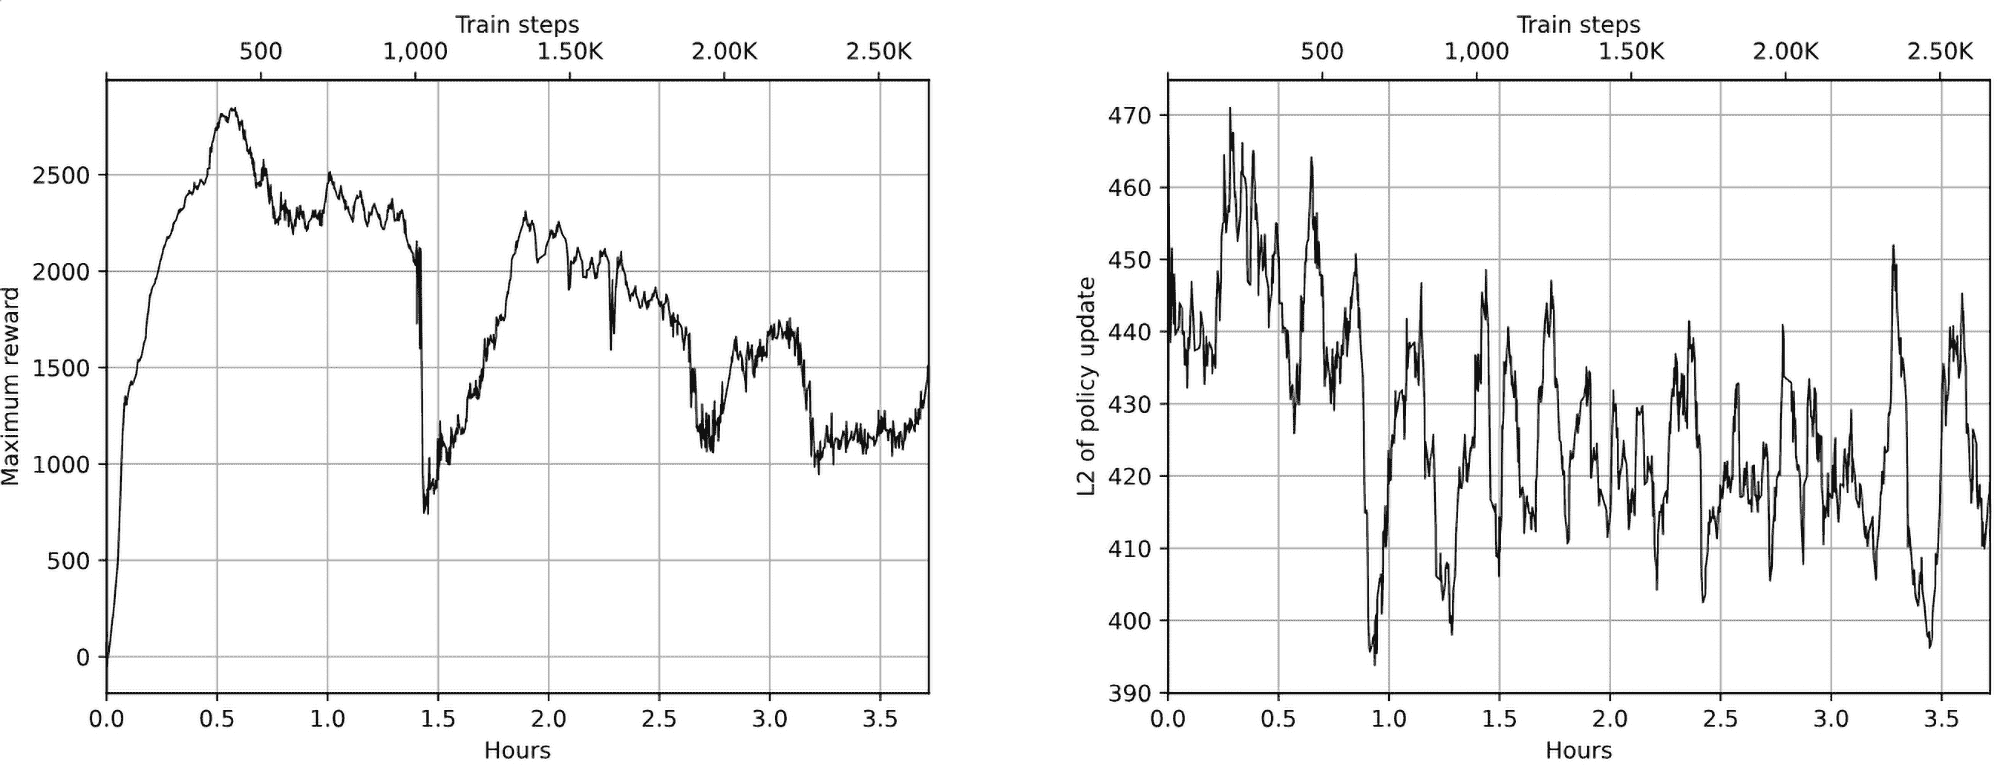 Train steps
500 1,000 1.50K 2.00K 2.50K
Maximum reward
2500
2000
1500
1000
500
0
0.0 0.5 1.0 1.5 2.0 2.5 3.0 3.5
Hours
Train steps
500 1,000 1.50K 2.00K 2.50K
L2 of policy update
470
460
450
440
430
420
410
400
390
0.0 0.5 1.0 1.5 2.0 2.5 3.0 3.5
Hours